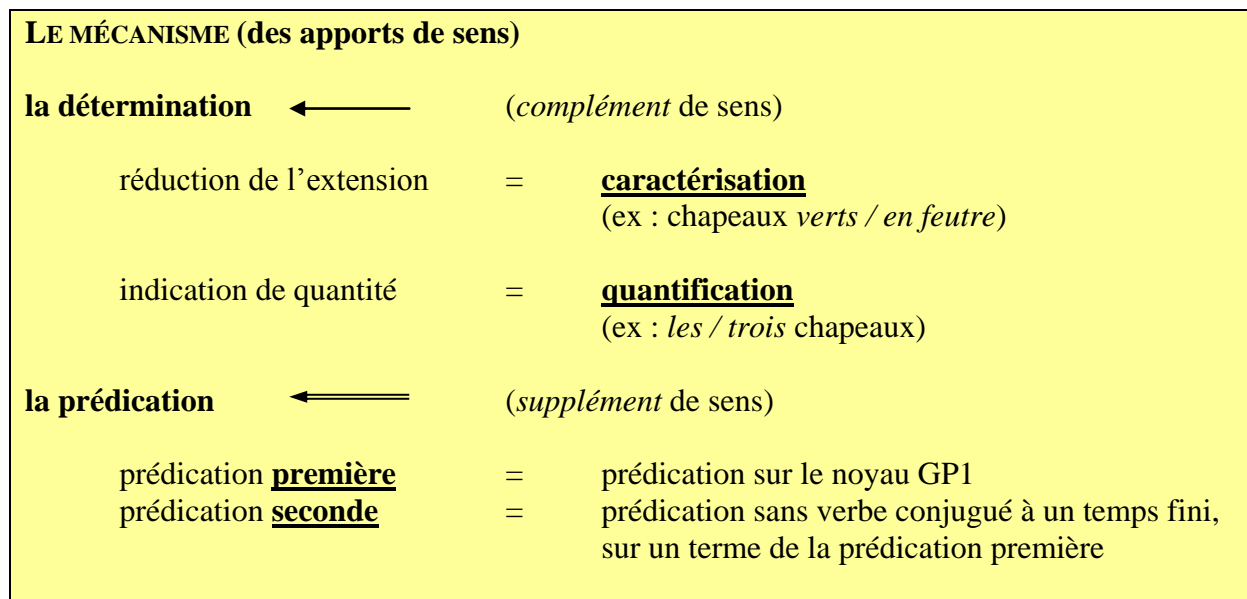 LE MÉCANISME (des apports de sens)
la détermination (complément de sens)
réduction de l’extension = caractérisation
(ex : chapeaux verts / en feutre)
indication de quantité = quantification
(ex : les / trois chapeaux)
la prédication (supplément de sens)
prédication première = prédication sur le noyau GP1
prédication seconde = prédication sans verbe conjugué à un temps fini,
sur un terme de la prédication première